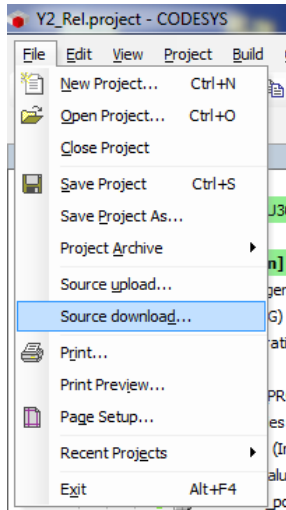 Y2_Rel.project - CODESYS
File Edit View Project Build
New Project... Ctrl+N
Open Project... Ctrl+O
Close Project
Save Project Ctrl+S
Save Project As...
Project Archive
Source upload...
Source download...
Print...
Print Preview...
Page Setup...
Recent Projects
Exit Alt+F4